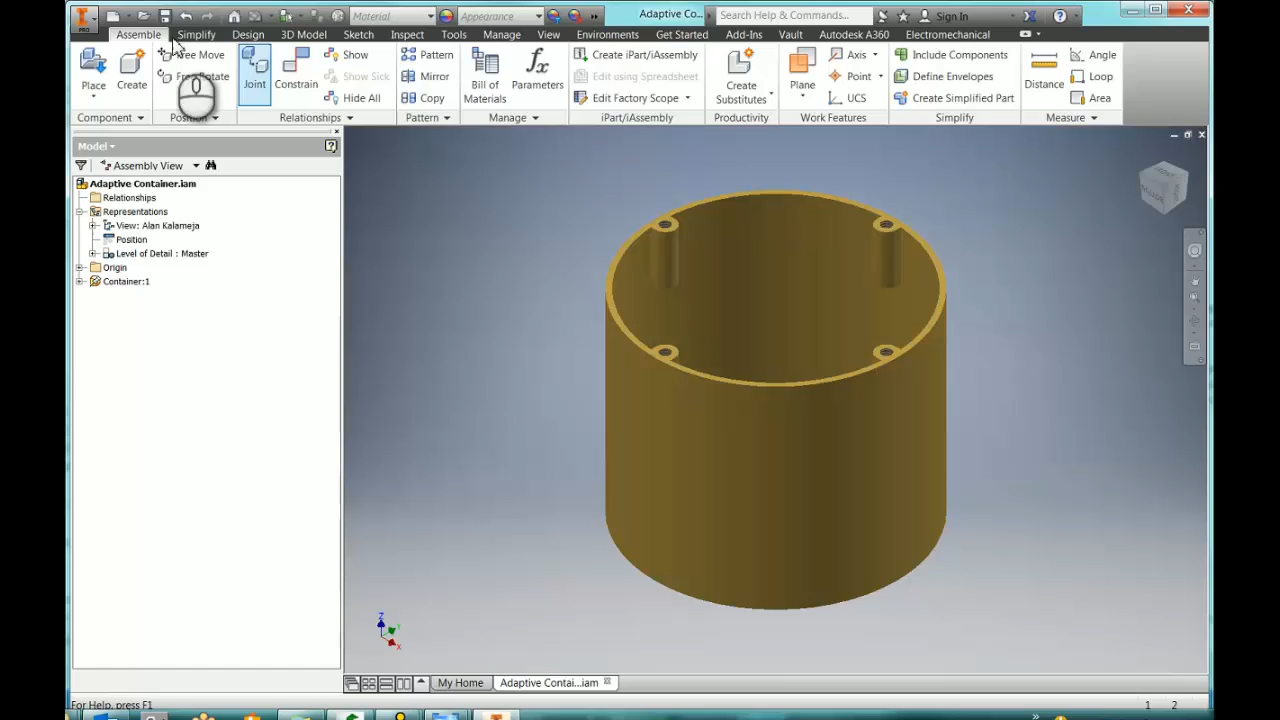 PRO
Material
Appearance
Adaptive Co...
Search Help & Commands...
Sign In
Assemble Simplify Design 3D Model Sketch Inspect Tools Manage View Environments Get Started Add-Ins Vault Autodesk A360 Electromechanical
Place
Create
Free Move
Free Rotate
Joint
Constrain
Show
Show Sick
Hide All
Pattern
Mirror
Copy
Bill of
Materials
Parameters
Create iPart/iAssembly
Edit using Spreadsheet
Edit Factory Scope
Create
Substitutes
Plane
Axis
Point
UCS
Include Components
Define Envelopes
Create Simplified Part
Distance
Angle
Loop
Area
Component Position Relationships Pattern Manage iPart/iAssembly Productivity Work Features Simplify Measure
Model
Assembly View
Adaptive Container.iam
Relationships
Representations
View: Alan Kalameja
Position
Level of Detail : Master
Origin
Container:1
Z
Y
X
My Home
Adaptive Contai...iam
For Help, press F1
1 2